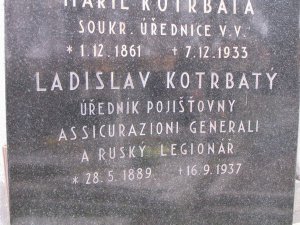 MARIE KOTRBATÁ
SOUKR. ÚŘEDNICE V.V.
* 1.12. 1861 + 7.12.1933
LADISLAV KOTRBATÝ
ÚŘEDNÍK POJIŠŤOVNY
ASSICURAZIONI GENERALI
A RUSKÝ LEGIONÁŘ
* 28.5.1889. +16.9.1937